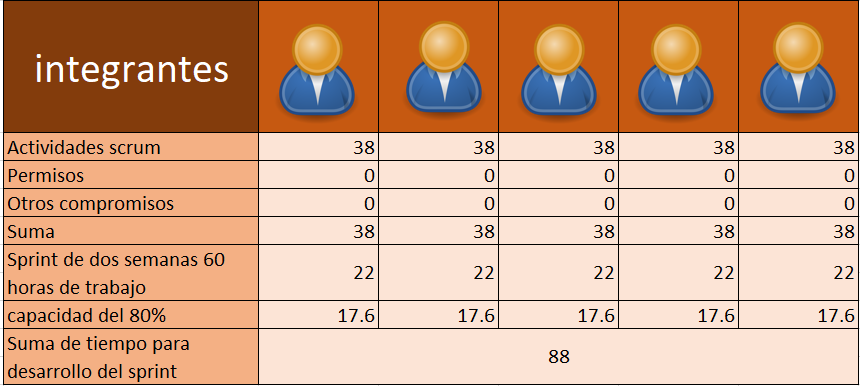 integrantes
Actividades scrum 38 38 38 38 38
Permisos 0 0 0 0 0
Otros compromisos 0 0 0 0 0
Suma 38 38 38 38 38
Sprint de dos semanas 60
horas de trabajo 22 22 22 22 22
capacidad del 80% 17.6 17.6 17.6 17.6 17.6
Suma de tiempo para
desarrollo del sprint 88